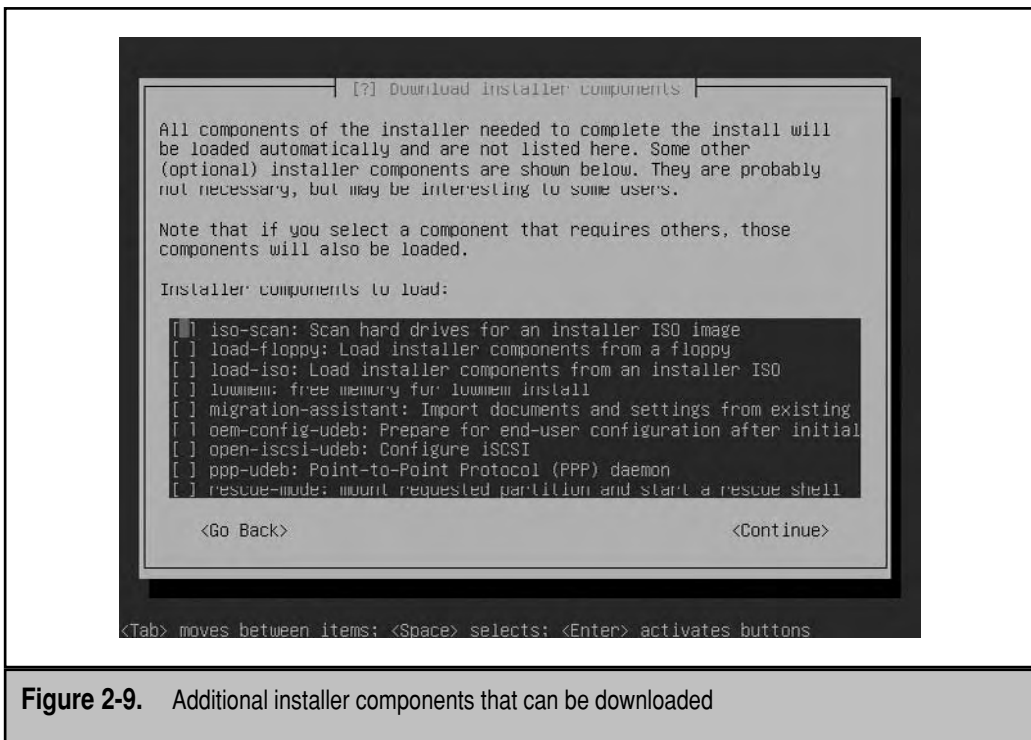 [?] Download installer components
All components of the installer needed to complete the install will
be loaded automatically and are not listed here. Some other
(optional) installer components are shown below. They are probably
not necessary, but may be interesting to some users.
Note that if you select a component that requires others, those
components will also be loaded.
Installer components to load:
[ ] iso-scan: Scan hard drives for an installer ISO image
[ ] load-floppy: Load installer components from a floppy
[ ] load-iso: Load installer components from an installer ISO
[ ] lowmem: free memory for lowmem install
[ ] migration-assistant: Import documents and settings from existing
[ ] oem-config-udeb: Prepare for end-user configuration after initial
[ ] open-iscsi-udeb: Configure iSCSI
[ ] ppp-udeb: Point-to-Point Protocol (PPP) daemon
[ ] rescue-mode: mount requested partition and start a rescue shell
<Go Back> <Continue>
<Tab> moves between items; <Space> selects; <Enter> activates buttons
Figure 2-9. Additional installer components that can be downloaded